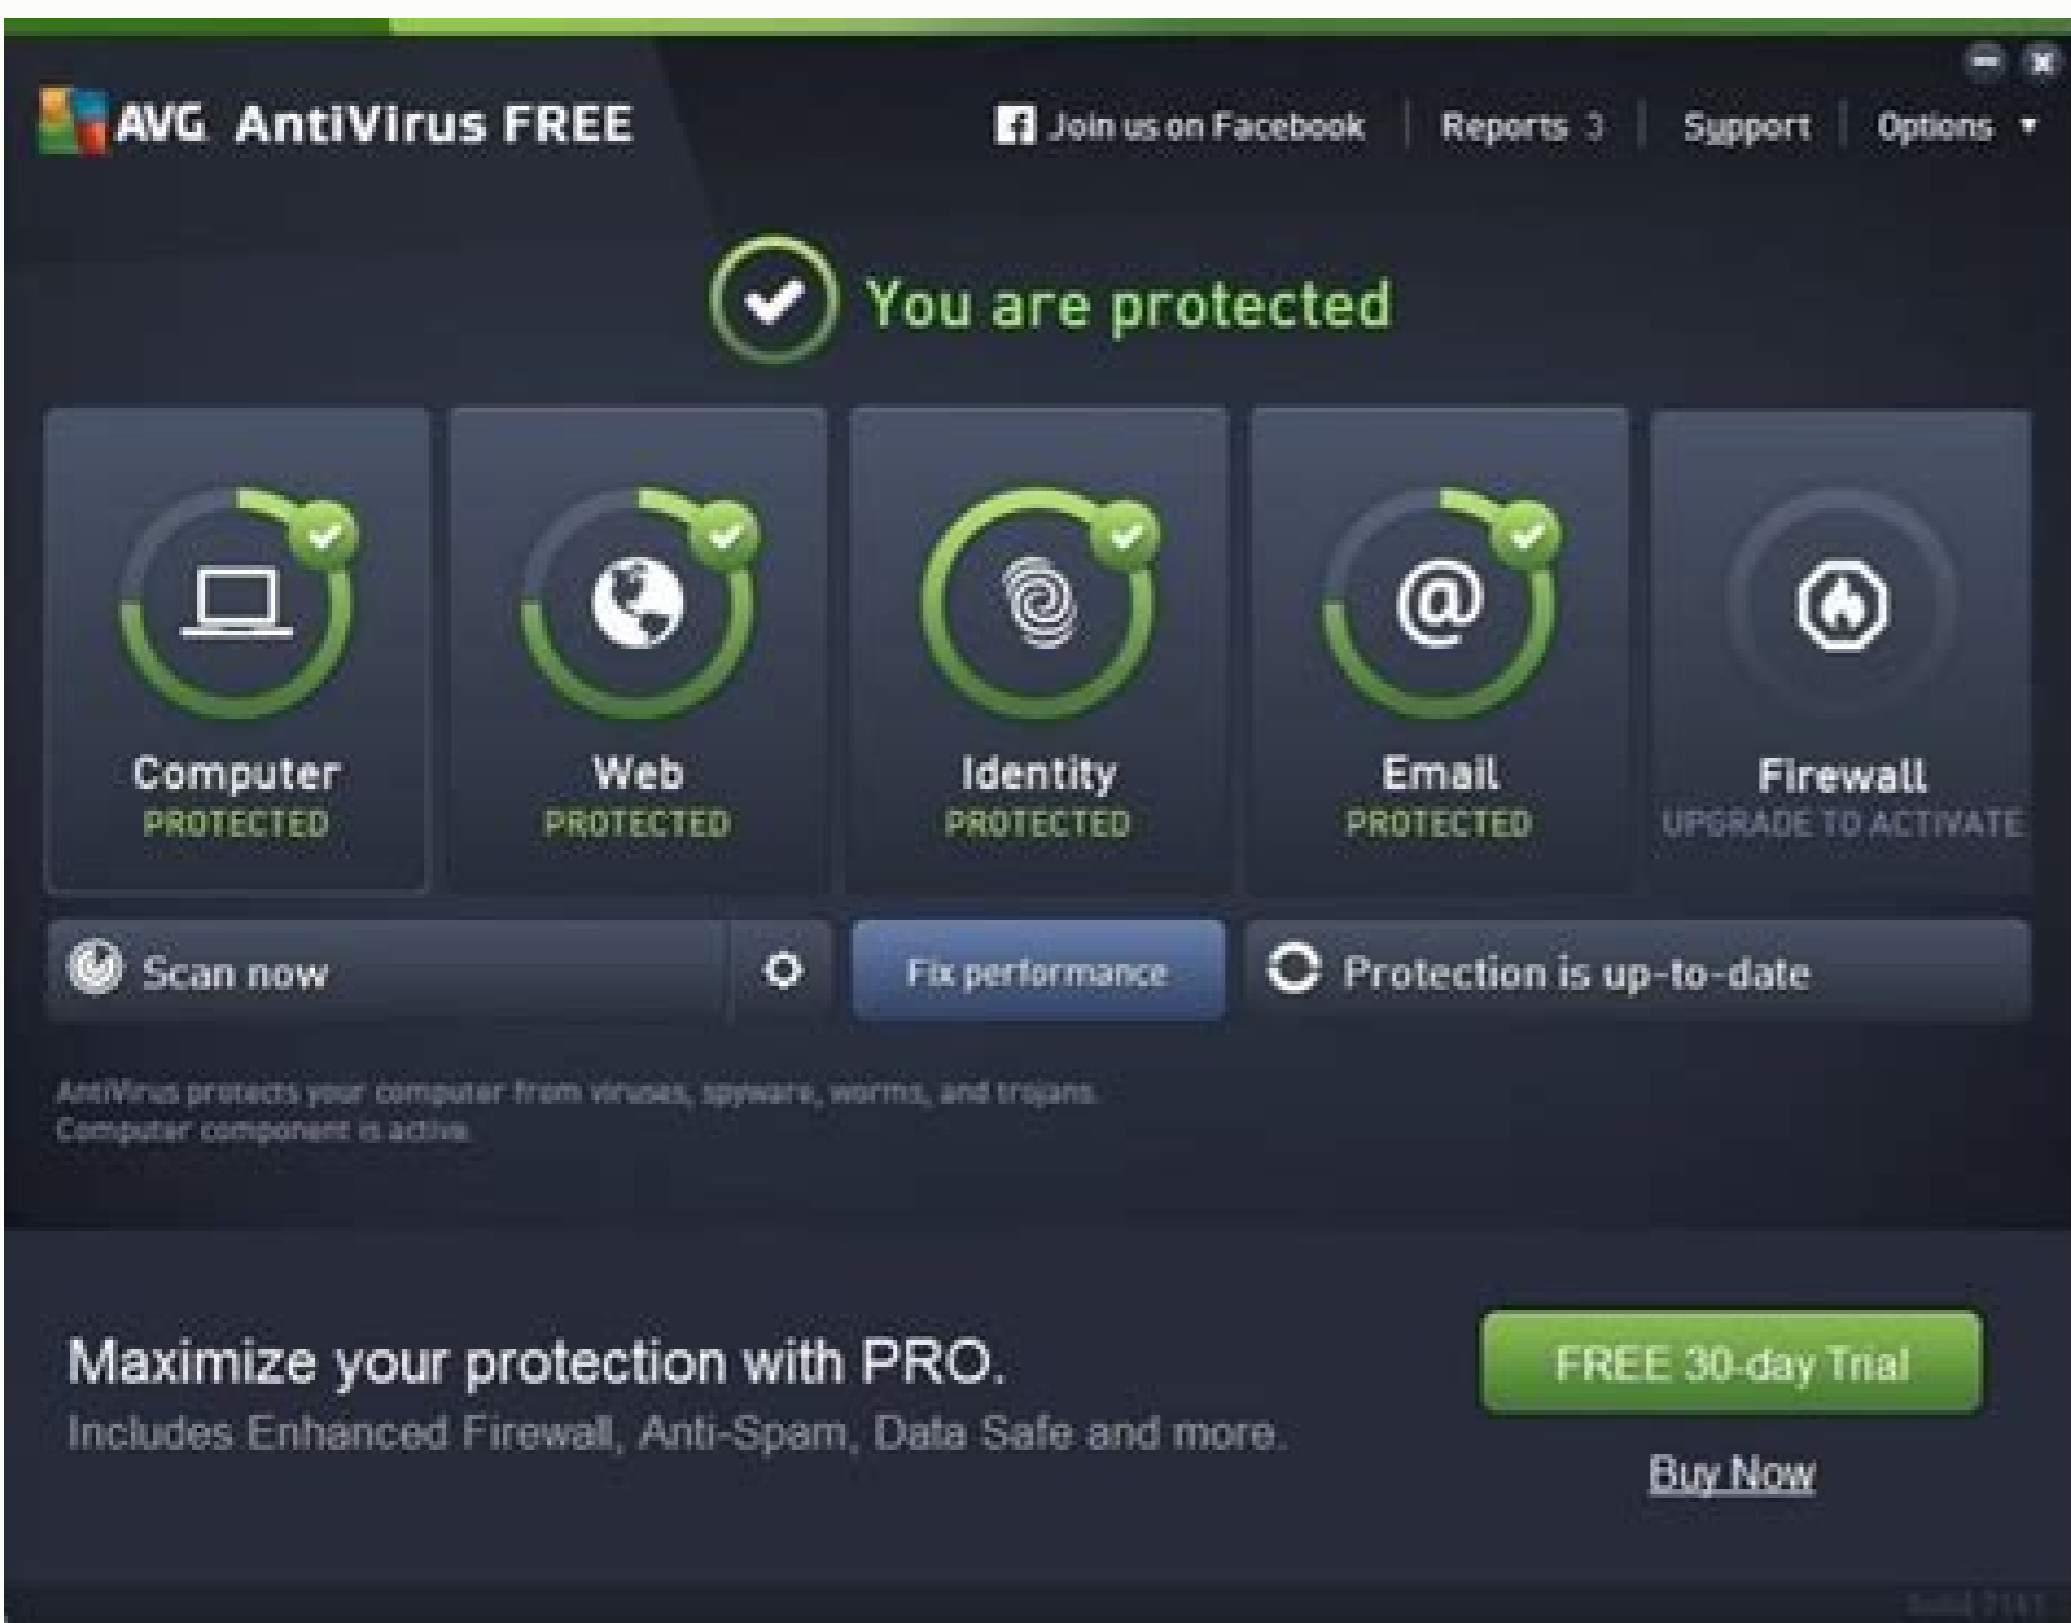 AVG AntiVirus FREE
Join us on Facebook | Reports 3 | Support | Options
You are protected
Computer
PROTECTED
Web
PROTECTED
Identity
PROTECTED
Email
PROTECTED
Firewall
UPGRADE TO ACTIVATE
Scan now
Fix performance
Protection is up-to-date
AntiVirus protects your computer from viruses, spyware, worms, and trojans.
Computer component is active.
Maximize your protection with PRO.
Includes Enhanced Firewall, Anti-Spam, Data Safe and more.
FREE 30-day Trial
Buy Now